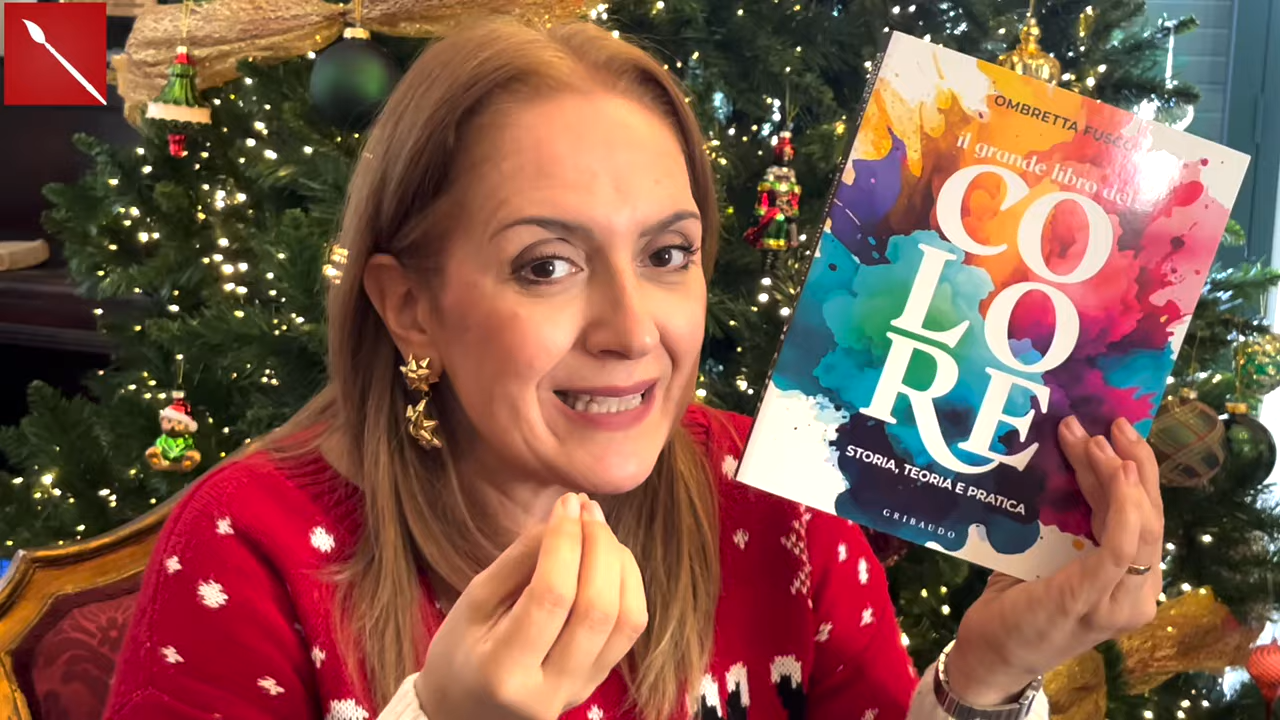 OMBRETTA FUSCO
il grande libro del
CO
LO
RE
STORIA, TEORIA E PRATICA
GRIBAUDO